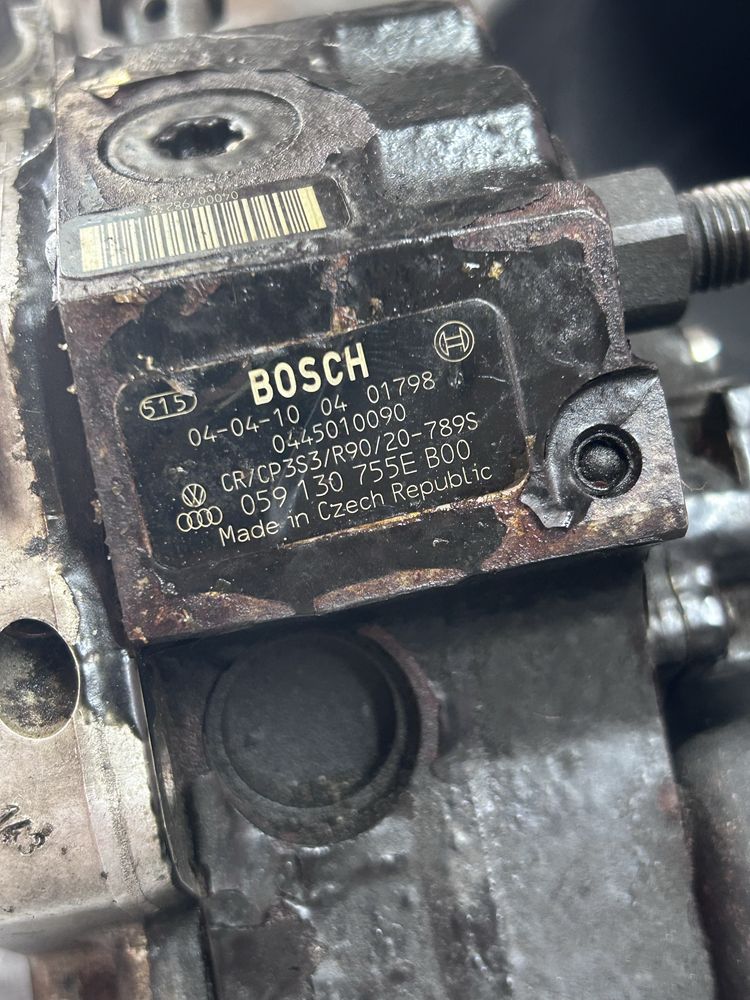 515
BOSCH
04-04-10 04 01798
0445010090
CR/CP3S3/R90/20-789S
059 130 755E B00
Made in Czech Republic